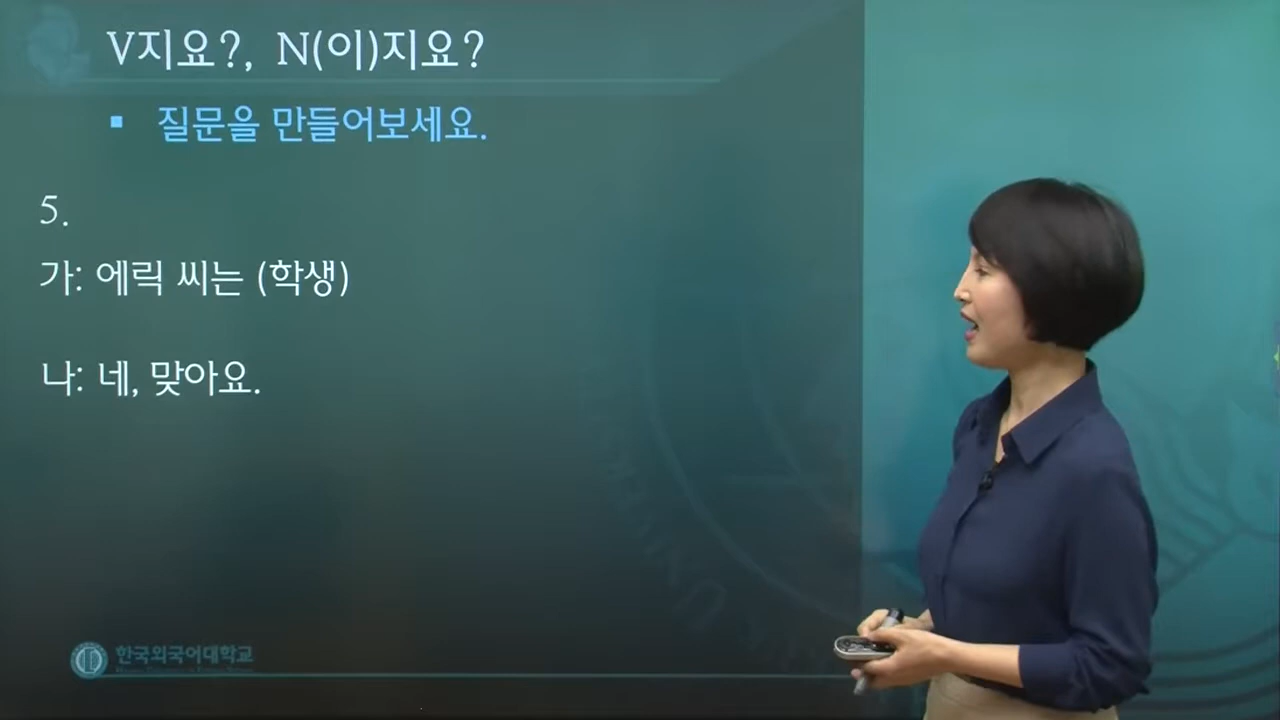 V지요?, N(이)지요?
▪ 질문을 만들어보세요.
5.
가: 에릭 씨는 (학생)
나: 네, 맞아요.
한국외국어대학교